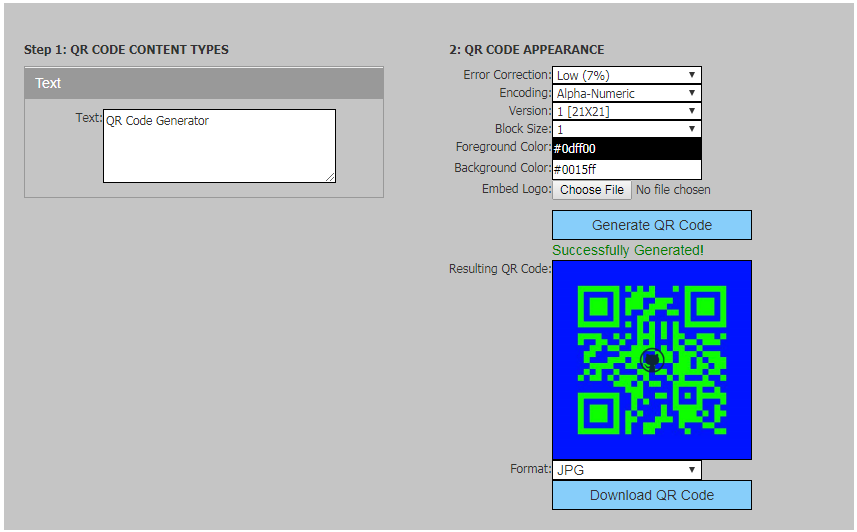 Step 1: QR CODE CONTENT TYPES
Text
Text: QR Code Generator
2: QR CODE APPEARANCE
Error Correction: Low (7%)
Encoding: Alpha-Numeric
Version: 1 [21X21]
Block Size: 1
Foreground Color: #0dff00
Background Color: #0015ff
Embed Logo: Choose File No file chosen
Generate QR Code
Successfully Generated!
Resulting QR Code:
Format: JPG
Download QR Code